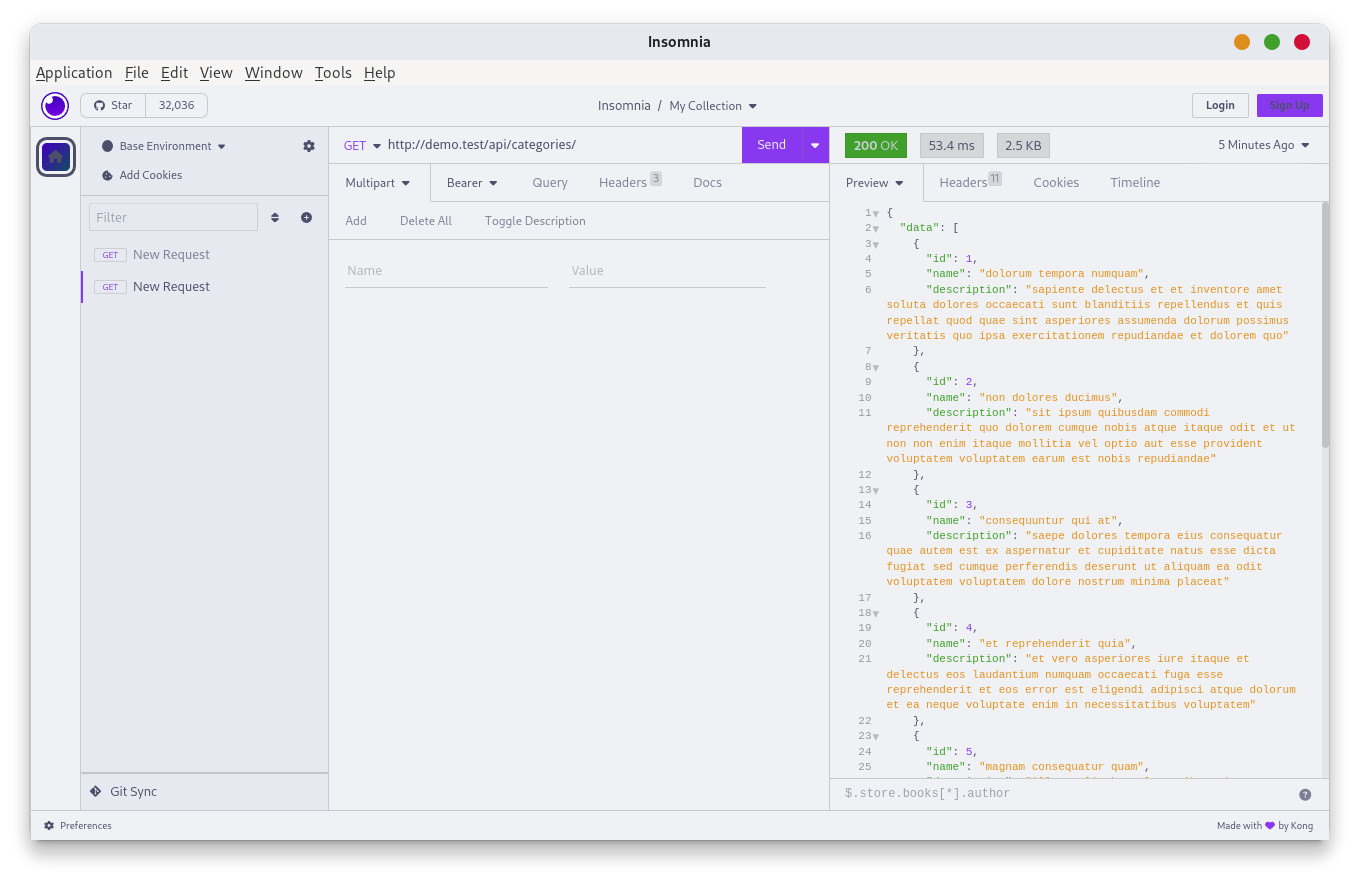 Insomnia
Application File Edit View Window Tools Help
Star 32,036
Insomnia / My Collection
Login Sign Up
Base Environment
Add Cookies
Filter
GET New Request
GET New Request
Git Sync
GET http://demo.test/api/categories/ Send
Multipart Bearer Query Headers 3 Docs
Add Delete All Toggle Description
Name Value
200 OK 53.4 ms 2.5 KB 5 Minutes Ago
Preview Headers 11 Cookies Timeline
1 {
2 "data": [
3 {
4 "id": 1,
5 "name": "dolorum tempora numquam",
6 "description": "sapiente delectus et et inventore amet
soluta dolores occaecati sunt blanditiis repellendus et quis
repellat quod quae sint asperiores assumenda dolorum possimus
veritatis quo ipsa exercitationem repudiandae et dolorem quo"
7 },
8 {
9 "id": 2,
10 "name": "non dolores ducimus",
11 "description": "sit ipsum quibusdam commodi
reprehenderit quo dolorem cumque nobis atque itaque odit et ut
non non enim itaque mollitia vel optio aut esse provident
voluptatem voluptatem earum est nobis repudiandae"
12 },
13 {
14 "id": 3,
15 "name": "consequuntur qui at",
16 "description": "saepe dolores tempora eius consequatur
quae autem est ex aspernatur et cupiditate natus esse dicta
fugiat sed cumque perferendis deserunt ut aliquam ea odit
voluptatem voluptatem dolore nostrum minima placeat"
17 },
18 {
19 "id": 4,
20 "name": "et reprehenderit quia",
21 "description": "et vero asperiores iure itaque et
delectus eos laudantium numquam occaecati fuga esse
reprehenderit et eos error est eligendi adipisci atque dolorum
et ea neque voluptate enim in necessitatibus voluptatem"
22 },
23 {
24 "id": 5,
25 "name": "magnam consequatur quam",
$.store.books[*].author
Preferences
Made with by Kong